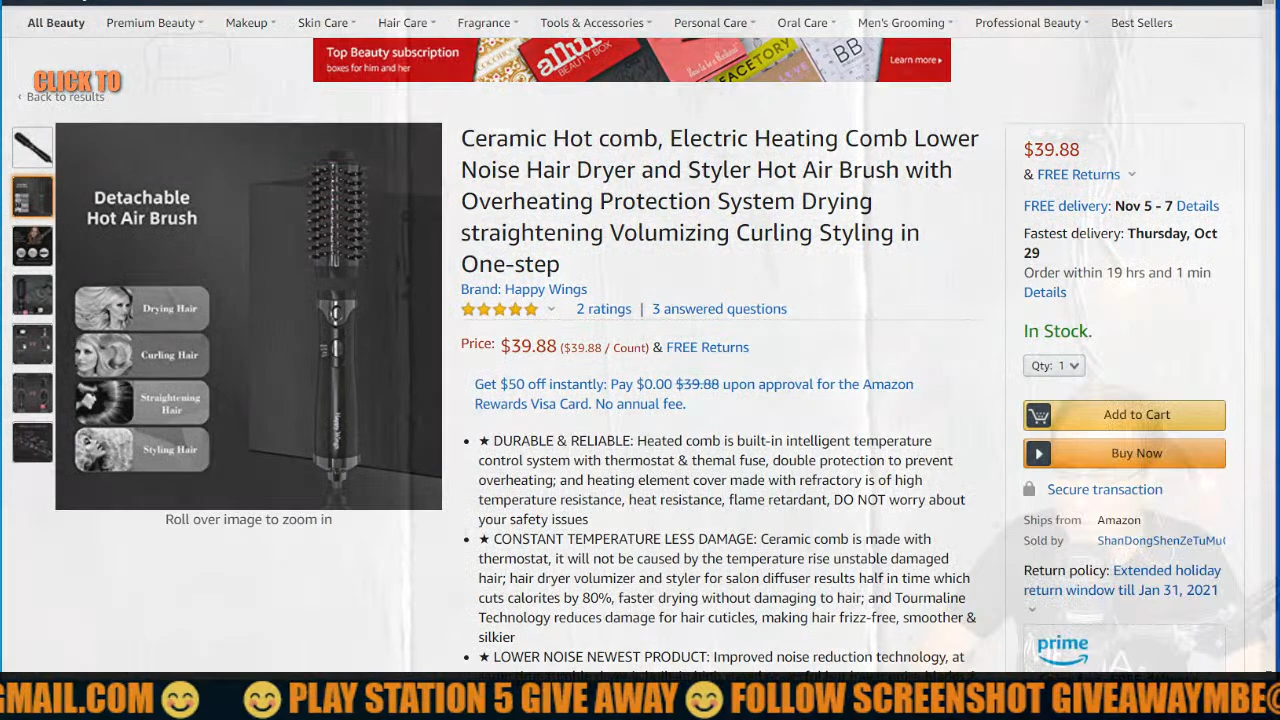 All Beauty Premium Beauty Makeup Skin Care Hair Care Fragrance Tools & Accessories Personal Care Oral Care Men's Grooming Professional Beauty Best Sellers
Top Beauty subscription
boxes for him and her
allure
BEAUTY BOX
FACETORY
BB
Learn more
CLICK TO
‹ Back to results
Detachable
Hot Air Brush
Drying Hair
Curling Hair
Straightening
Hair
Styling Hair
Roll over image to zoom in
Ceramic Hot comb, Electric Heating Comb Lower
Noise Hair Dryer and Styler Hot Air Brush with
Overheating Protection System Drying
straightening Volumizing Curling Styling in
One-step
Brand: Happy Wings
2 ratings | 3 answered questions
Price: $39.88 ($39.88 / Count) & FREE Returns
Get $50 off instantly: Pay $0.00 $39.88 upon approval for the Amazon
Rewards Visa Card. No annual fee.
• ★ DURABLE & RELIABLE: Heated comb is built-in intelligent temperature
control system with thermostat & themal fuse, double protection to prevent
overheating; and heating element cover made with refractory is of high
temperature resistance, heat resistance, flame retardant, DO NOT worry about
your safety issues
• ★ CONSTANT TEMPERATURE LESS DAMAGE: Ceramic comb is made with
thermostat, it will not be caused by the temperature rise unstable damaged
hair; hair dryer volumizer and styler for salon diffuser results half in time which
cuts calorites by 80%, faster drying without damaging to hair; and Tourmaline
Technology reduces damage for hair cuticles, making hair frizz-free, smoother &
silkier
• ★ LOWER NOISE NEWEST PRODUCT: Improved noise reduction technology, at
$39.88
& FREE Returns
FREE delivery: Nov 5 - 7 Details
Fastest delivery: Thursday, Oct
29
Order within 19 hrs and 1 min
Details
In Stock.
Qty: 1
Add to Cart
Buy Now
Secure transaction
Ships from Amazon
Sold by ShanDongShenZeTuMu
Return policy: Extended holiday
return window till Jan 31, 2021
prime
GMAIL.COM 😊 😊 PLAY STATION 5 GIVE AWAY 😊 FOLLOW SCREENSHOT GIVEAWAYMBE@